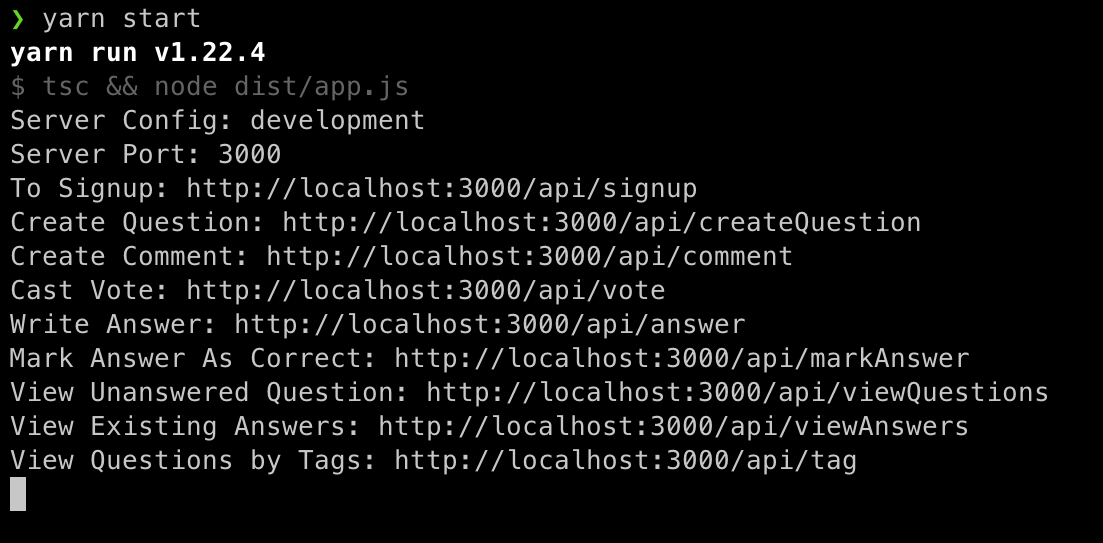 ❯ yarn start
yarn run v1.22.4
$ tsc && node dist/app.js
Server Config: development
Server Port: 3000
To Signup: http://localhost:3000/api/signup
Create Question: http://localhost:3000/api/createQuestion
Create Comment: http://localhost:3000/api/comment
Cast Vote: http://localhost:3000/api/vote
Write Answer: http://localhost:3000/api/answer
Mark Answer As Correct: http://localhost:3000/api/markAnswer
View Unanswered Question: http://localhost:3000/api/viewQuestions
View Existing Answers: http://localhost:3000/api/viewAnswers
View Questions by Tags: http://localhost:3000/api/tag